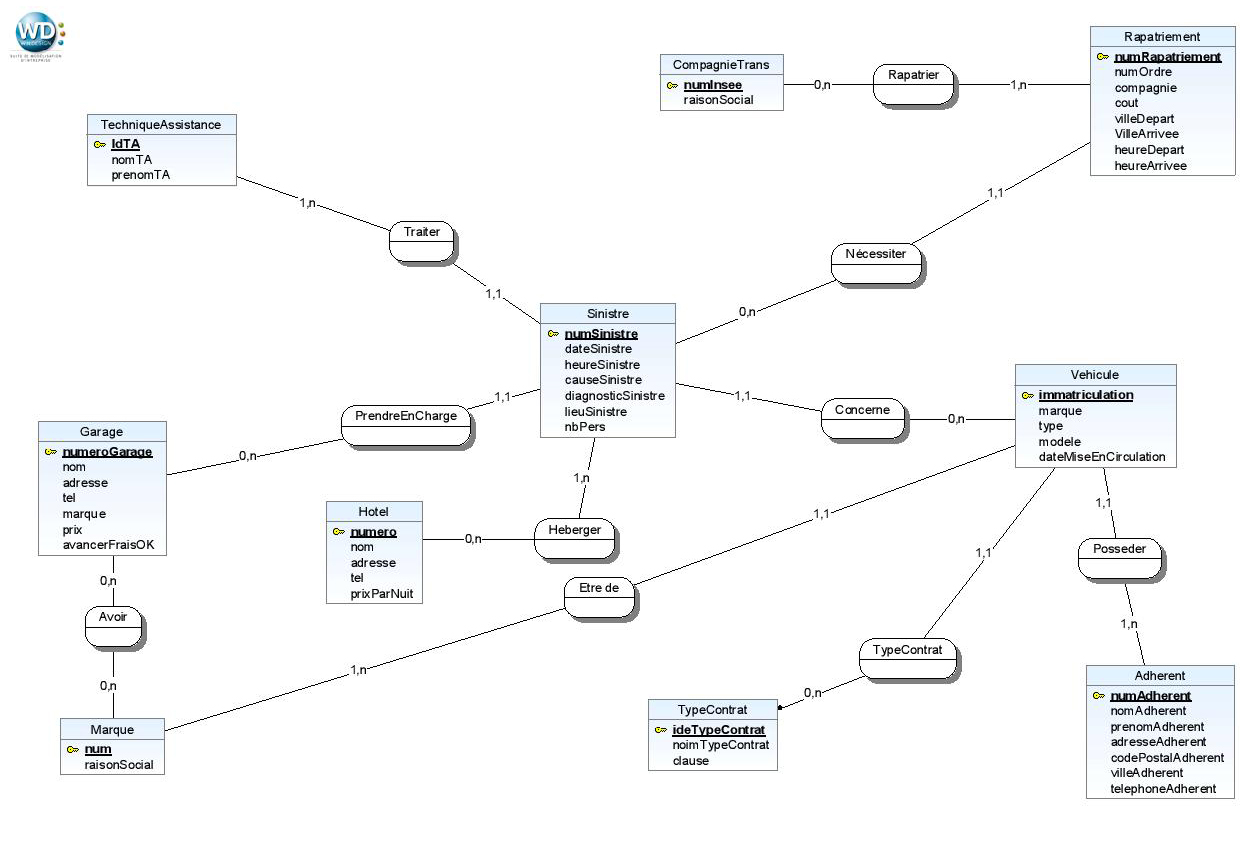 WD
WINDESIGN
SUITE DE MODELISATION
D'ENTREPRISE
Rapatriement
numRapatriement
numOrdre
compagnie
cout
villeDepart
VilleArrivee
heureDepart
heureArrivee
CompagnieTrans
numInsee
raisonSocial
0,n
Rapatrier
1,n
TechniqueAssistance
IdTA
nomTA
prenomTA
1,n
Traiter
1,1
1,1
Nécessiter
0,n
Sinistre
numSinistre
dateSinistre
heureSinistre
causeSinistre
diagnosticSinistre
lieuSinistre
nbPers
1,1
PrendreEnCharge
0,n
1,1
Concerne
0,n
Vehicule
immatriculation
marque
type
modele
dateMiseEnCirculation
Garage
numeroGarage
nom
adresse
tel
marque
prix
avancerFraisOK
1,n
Heberger
0,n
Hotel
numero
nom
adresse
tel
prixParNuit
1,1
Etre de
1,n
1,1
1,1
Posseder
1,n
0,n
Avoir
0,n
TypeContrat
0,n
Marque
num
raisonSocial
TypeContrat
ideTypeContrat
noimTypeContrat
clause
Adherent
numAdherent
nomAdherent
prenomAdherent
adresseAdherent
codePostalAdherent
villeAdherent
telephoneAdherent